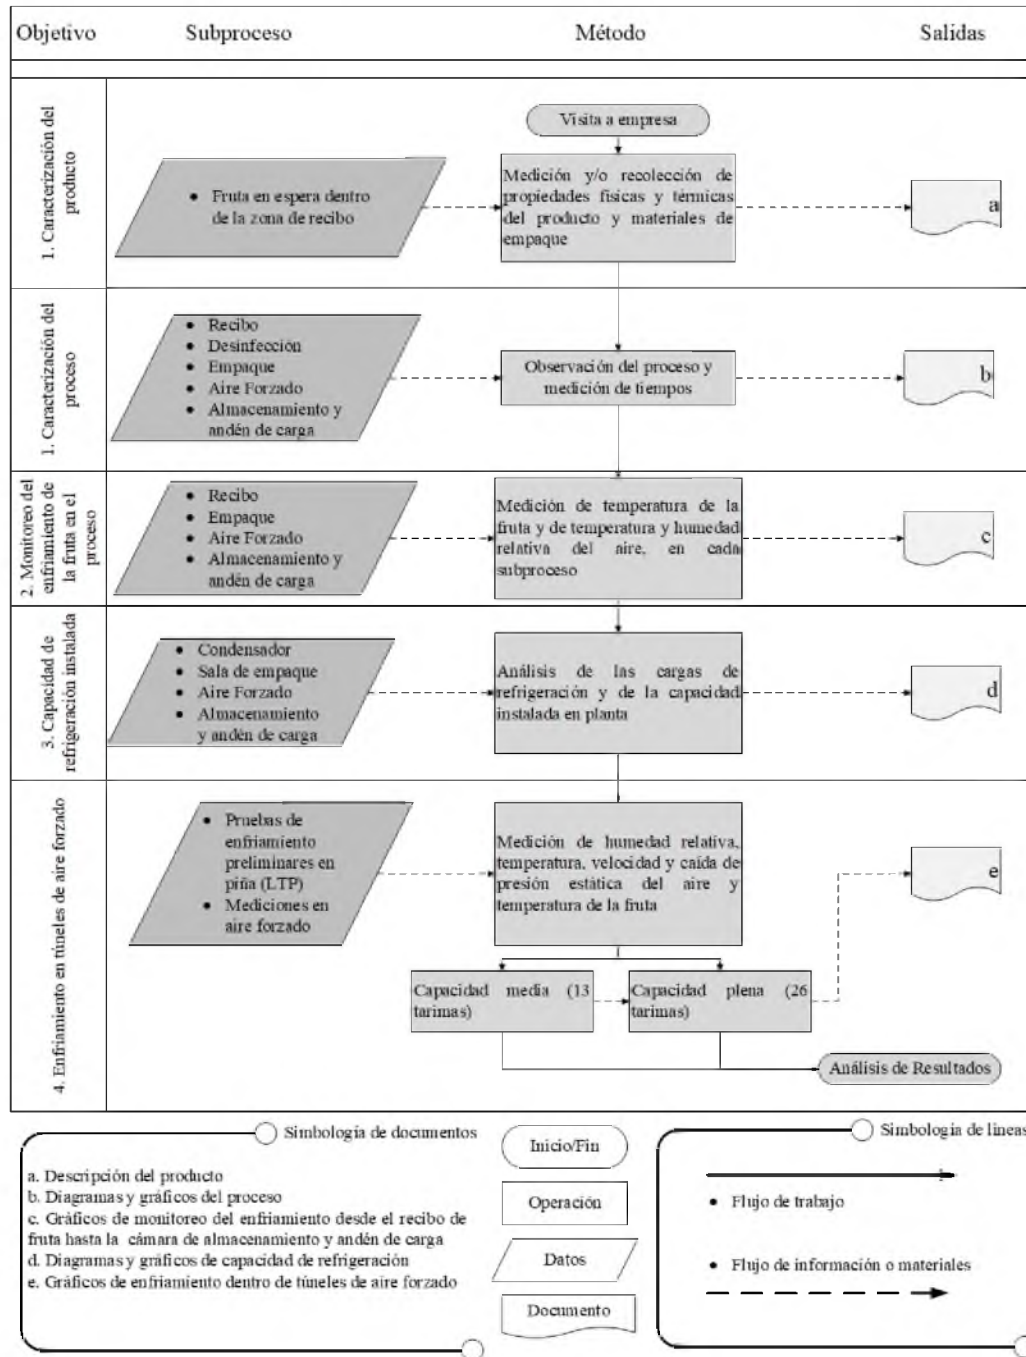 Objetivo Subproceso Método Salidas
1. Caracterización del
producto
• Fruta en espera dentro
de la zona de recibo
Visita a empresa
Medición y/o recolección de
propiedades físicas y térmicas
del producto y materiales de
empaque
a
1. Caracterización del
proceso
• Recibo
• Desinfección
• Empaque
• Aire Forzado
• Almacenamiento y
andén de carga
Observación del proceso y
medición de tiempos
b
2. Monitoreo del
enfriamiento de
la fruta en el
proceso
• Recibo
• Empaque
• Aire Forzado
• Almacenamiento y
andén de carga
Medición de temperatura de la
fruta y de temperatura y humedad
relativa del aire, en cada
subproceso
c
3. Capacidad de
refrigeración instalada
• Condensador
• Sala de empaque
• Aire Forzado
• Almacenamiento
y andén de carga
Análisis de las cargas de
refrigeración y de la capacidad
instalada en planta
d
4. Enfriamiento en túneles de aire forzado
• Pruebas de
enfriamiento
preliminares en
piña (LTP)
• Mediciones en
aire forzado
Medición de humedad relativa,
temperatura, velocidad y caída de
presión estática del aire y
temperatura de la fruta
e
Capacidad media (13
tarimas)
Capacidad plena (26
tarimas)
Análisis de Resultados
Simbología de documentos
a. Descripción del producto
b. Diagramas y gráficos del proceso
c. Gráficos de monitoreo del enfriamiento desde el recibo de
fruta hasta la cámara de almacenamiento y andén de carga
d. Diagramas y gráficos de capacidad de refrigeración
e. Gráficos de enfriamiento dentro de túneles de aire forzado
Inicio/Fin
Operación
Datos
Documento
Simbología de líneas
• Flujo de trabajo
• Flujo de información o materiales